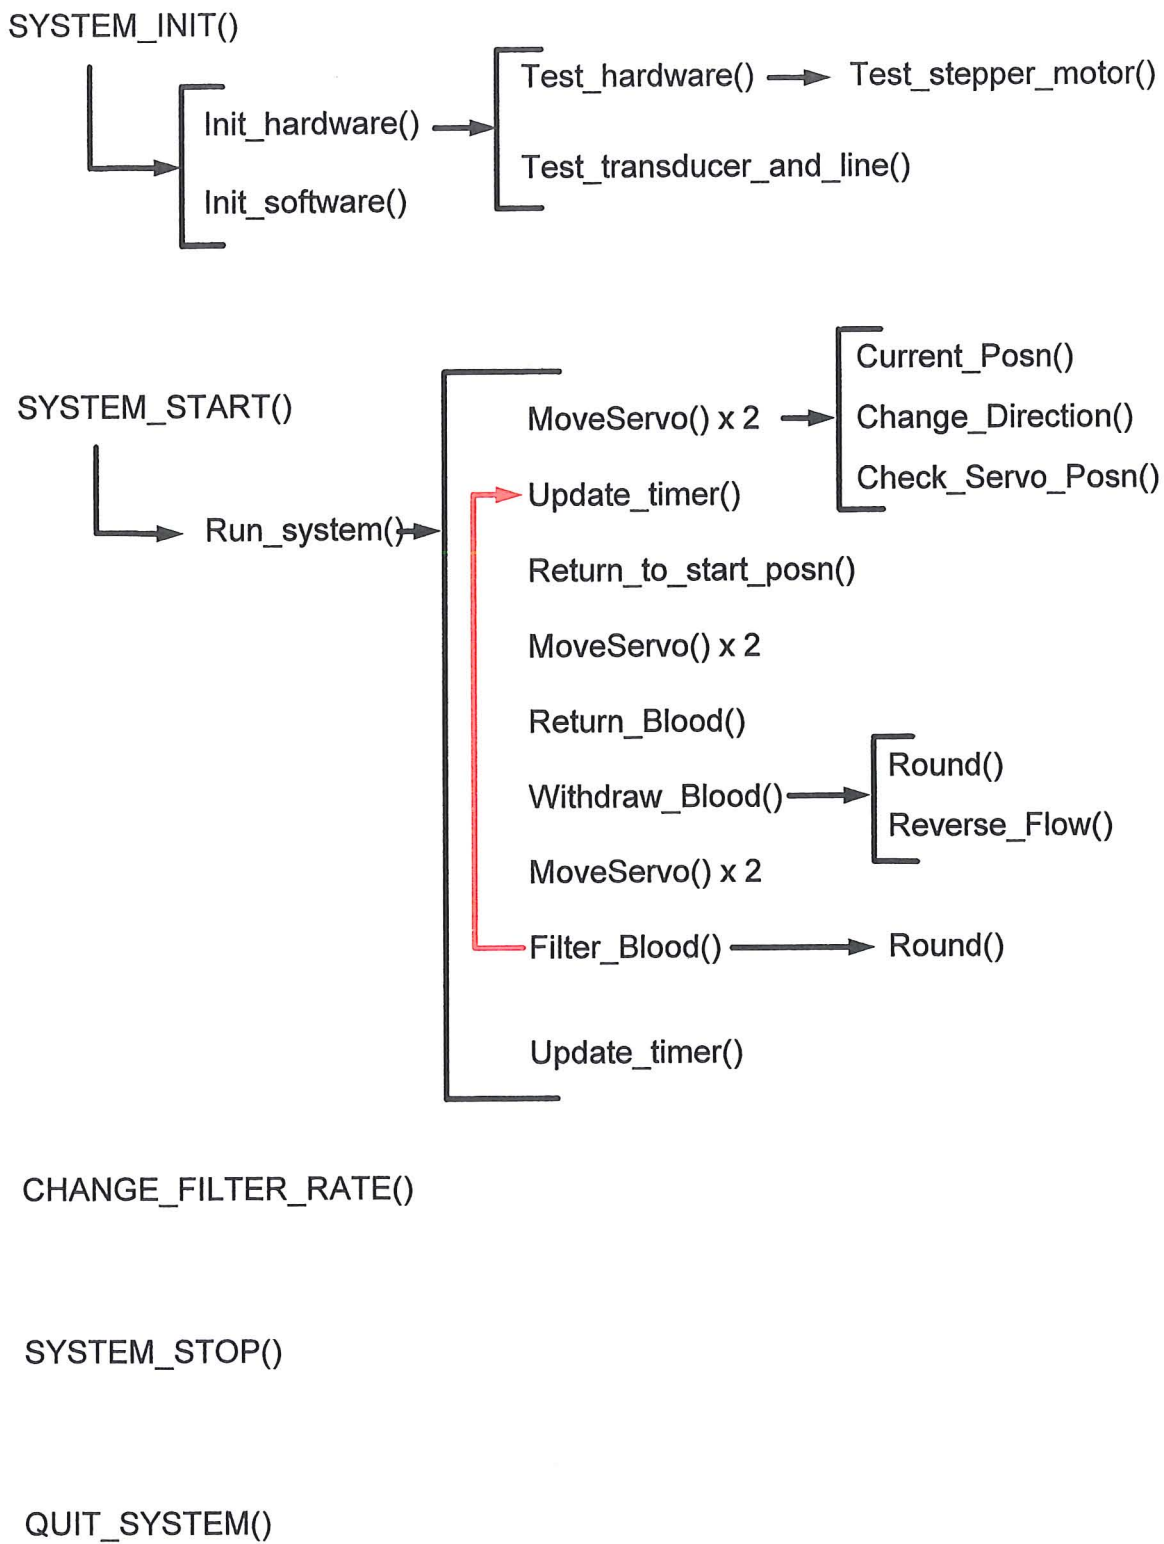 SYSTEM_INIT()
Init_hardware()
Init_software()
Test_hardware()
Test_stepper_motor()
Test_transducer_and_line()
SYSTEM_START()
Run_system()
MoveServo() x 2
Current_Posn()
Change_Direction()
Check_Servo_Posn()
Update_timer()
Return_to_start_posn()
MoveServo() x 2
Return_Blood()
Withdraw_Blood()
Round()
Reverse_Flow()
MoveServo() x 2
Filter_Blood()
Round()
Update_timer()
CHANGE_FILTER_RATE()
SYSTEM_STOP()
QUIT_SYSTEM()